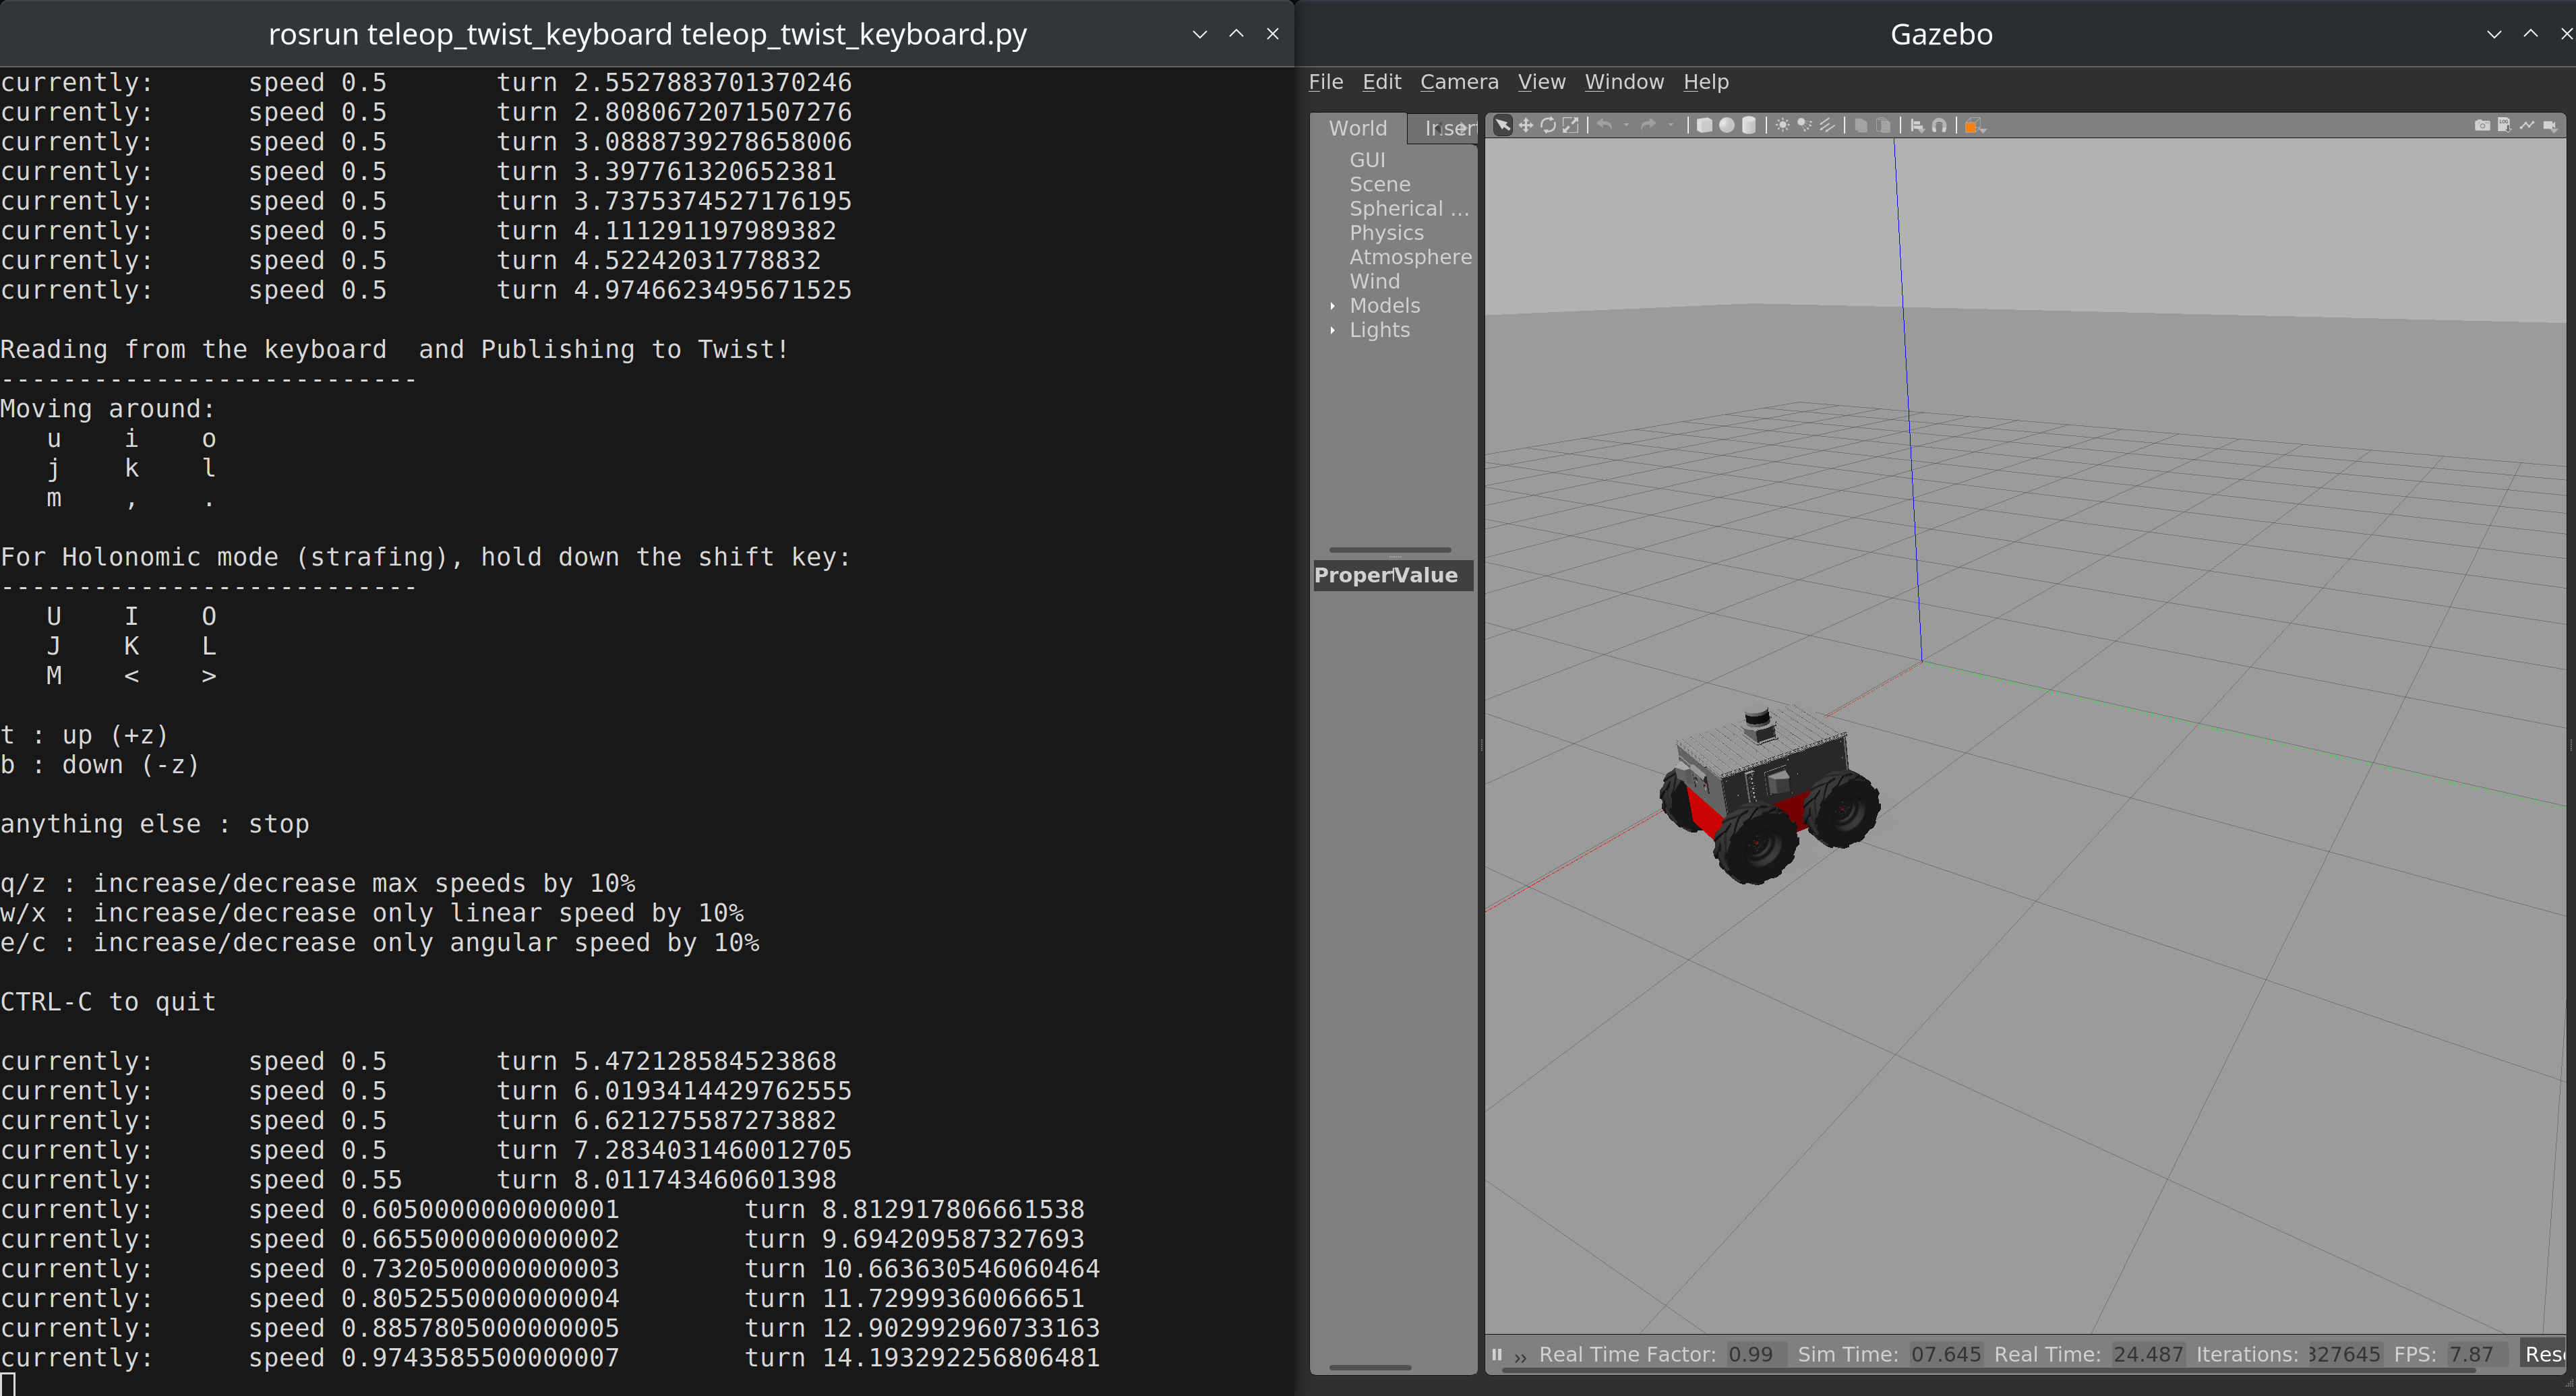 rosrun teleop_twist_keyboard teleop_twist_keyboard.py
currently:	speed 0.5	turn 2.5527883701370246
currently:	speed 0.5	turn 2.8080672071507276
currently:	speed 0.5	turn 3.0888739278658006
currently:	speed 0.5	turn 3.397761320652381
currently:	speed 0.5	turn 3.7375374527176195
currently:	speed 0.5	turn 4.111291197989382
currently:	speed 0.5	turn 4.52242031778832
currently:	speed 0.5	turn 4.9746623495671525
Reading from the keyboard  and Publishing to Twist!
---------------------------
Moving around:
   u    i    o
   j    k    l
   m    ,    .
For Holonomic mode (strafing), hold down the shift key:
---------------------------
   U    I    O
   J    K    L
   M    <    >
t : up (+z)
b : down (-z)
anything else : stop
q/z : increase/decrease max speeds by 10%
w/x : increase/decrease only linear speed by 10%
e/c : increase/decrease only angular speed by 10%
CTRL-C to quit
currently:	speed 0.5	turn 5.472128584523868
currently:	speed 0.5	turn 6.0193414429762555
currently:	speed 0.5	turn 6.621275587273882
currently:	speed 0.5	turn 7.2834031460012705
currently:	speed 0.55	turn 8.011743460601398
currently:	speed 0.6050000000000001	turn 8.812917806661538
currently:	speed 0.6655000000000002	turn 9.694209587327693
currently:	speed 0.7320500000000003	turn 10.663630546060464
currently:	speed 0.8052550000000004	turn 11.72999360066651
currently:	speed 0.8857805000000005	turn 12.902992960733163
currently:	speed 0.9743585500000007	turn 14.193292256806481
Gazebo
File Edit Camera View Window Help
World Insert
GUI
Scene
Spherical ...
Physics
Atmosphere
Wind
Models
Lights
Proper Value
Real Time Factor: 0.99 Sim Time: 07.645 Real Time: 24.487 Iterations: 327645 FPS: 7.87 Rese